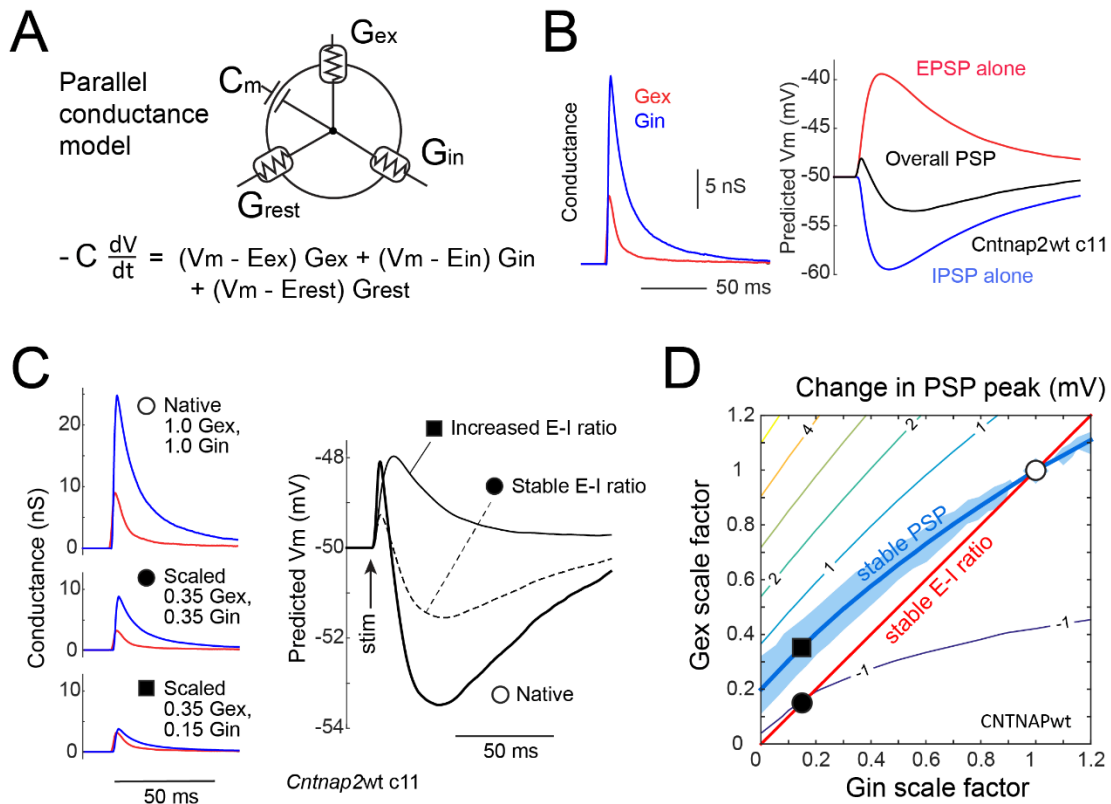 A
Parallel
conductance
model
Gex
Cm
Gin
Grest
- C dV/dt = (Vm - Eex) Gex + (Vm - Ein) Gin
+ (Vm - Erest) Grest
B
Conductance
Gex
Gin
5 nS
50 ms
Predicted Vm (mV)
-40
-45
-50
-55
-60
EPSP alone
Overall PSP
Cntnap2wt c11
IPSP alone
C
Conductance (nS)
20
10
0
Native
1.0 Gex,
1.0 Gin
10
0
Scaled
0.35 Gex,
0.35 Gin
10
0
Scaled
0.35 Gex,
0.15 Gin
50 ms
Predicted Vm (mV)
-48
-50
-52
-54
Increased E-I ratio
Stable E-I ratio
stim
Native
50 ms
Cntnap2wt c11
D
Change in PSP peak (mV)
Gex scale factor
1.2
1
0.8
0.6
0.4
0.2
0
4
2
1
2
1
-1
-1
stable PSP
stable E-I ratio
CNTNAPwt
0
0.2
0.4
0.6
0.8
1.0
1.2
Gin scale factor